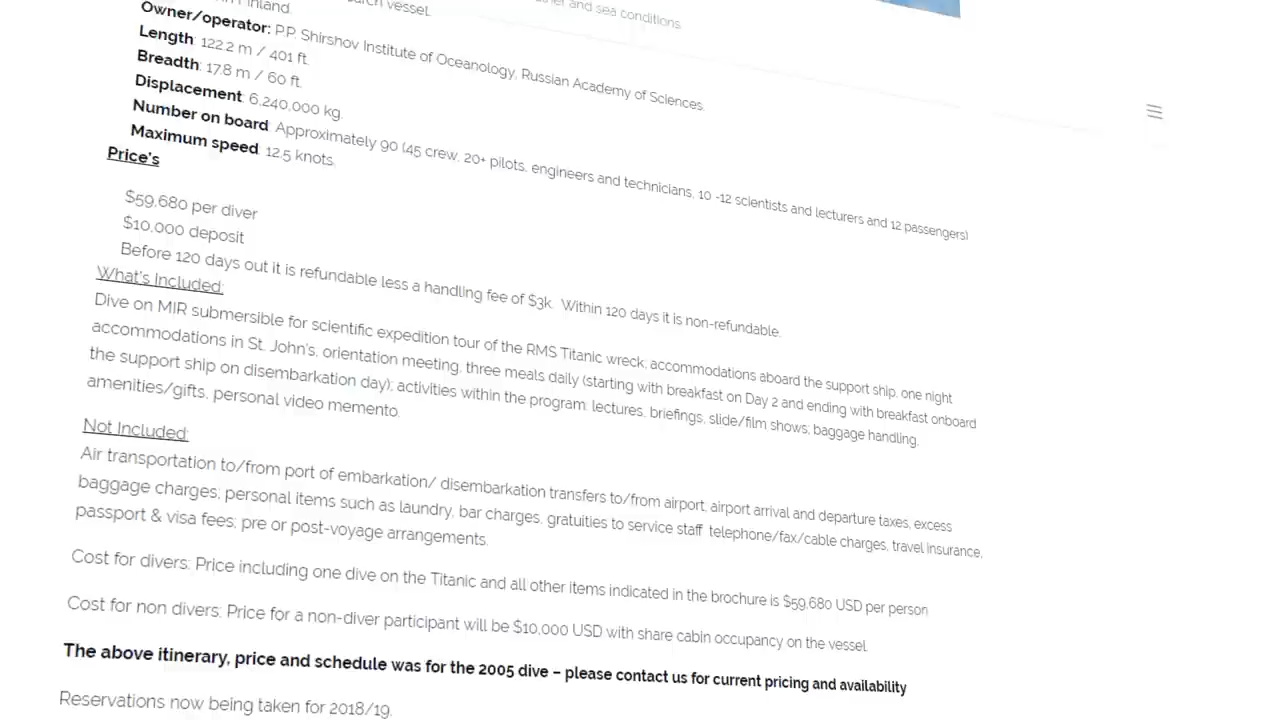 inland.
vessel.
and sea conditions.
Owner/operator: P.P. Shirshov Institute of Oceanology, Russian Academy of Sciences.
Length: 122.2 m / 401 ft.
Breadth: 17.8 m / 60 ft.
Displacement: 6,240,000 kg.
Number on board: Approximately 90 (45 crew, 20+ pilots, engineers and technicians, 10 -12 scientists and lecturers and 12 passengers)
Maximum speed: 12.5 knots.
Price's
$59,680 per diver
$10,000 deposit
Before 120 days out it is refundable less a handling fee of $3k. Within 120 days it is non-refundable.
What's Included:
Dive on MIR submersible for scientific expedition tour of the RMS Titanic wreck; accommodations aboard the support ship, one night
accommodations in St. John's, orientation meeting, three meals daily (starting with breakfast on Day 2 and ending with breakfast onboard
the support ship on disembarkation day); activities within the program: lectures, briefings, slide/film shows; baggage handling,
amenities/gifts, personal video memento.
Not Included:
Air transportation to/from port of embarkation/ disembarkation transfers to/from airport; airport arrival and departure taxes, excess
baggage charges; personal items such as laundry, bar charges, gratuities to service staff telephone/fax/cable charges, travel insurance,
passport & visa fees; pre or post-voyage arrangements.
Cost for divers: Price including one dive on the Titanic and all other items indicated in the brochure is $59,680 USD per person
Cost for non divers: Price for a non-diver participant will be $10,000 USD with share cabin occupancy on the vessel.
The above itinerary, price and schedule was for the 2005 dive – please contact us for current pricing and availability
Reservations now being taken for 2018/19.